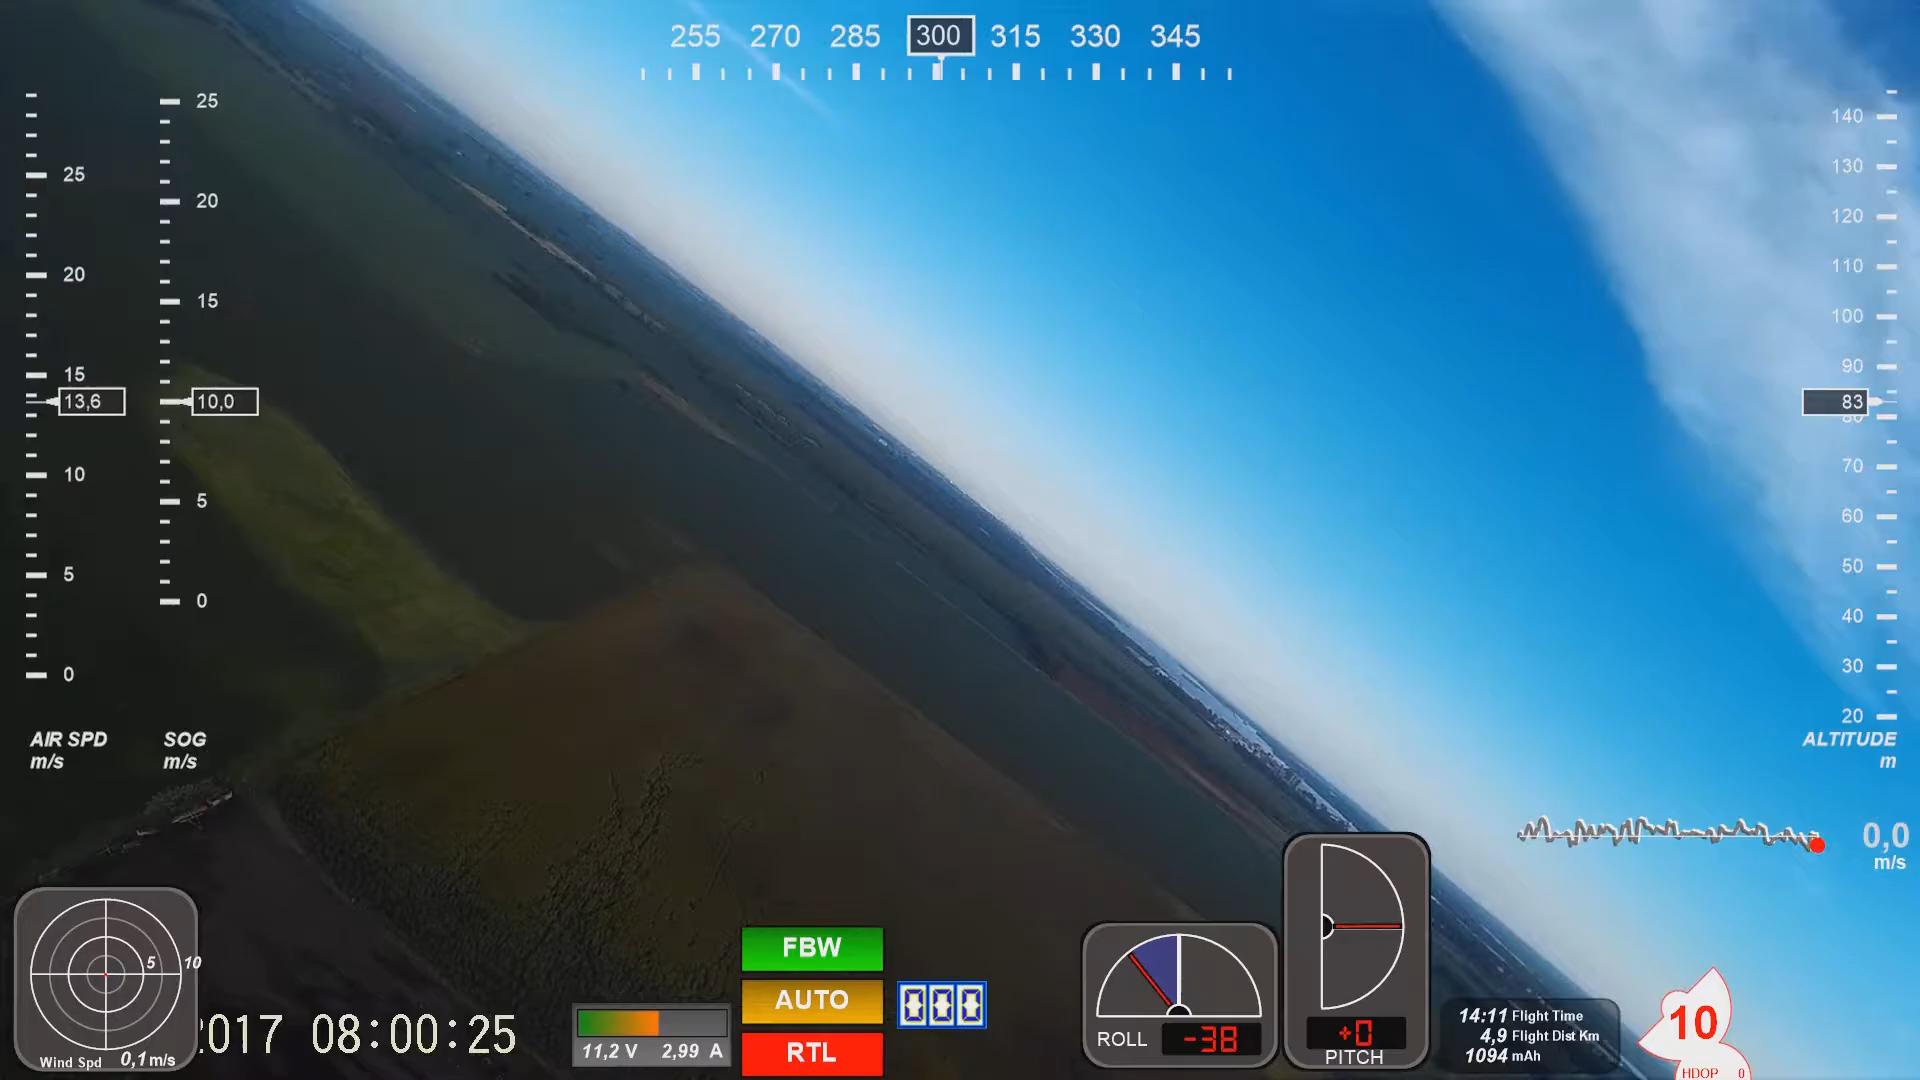 255 270 285 300 315 330 345
25
20
15
13,6
10
5
0
AIR SPD
m/s
25
20
15
10,0
5
0
SOG
m/s
140
130
120
110
100
90
83
80
70
60
50
40
30
20
ALTITUDE
m
0,0
m/s
5 10
Wind Spd 0,1 m/s
2017 08:00:25
11,2 V 2,99 A
FBW
AUTO
RTL
000
ROLL -38
+0
PITCH
14:11 Flight Time
4,9 Flight Dist Km
1094 mAh
10
HDOP 0